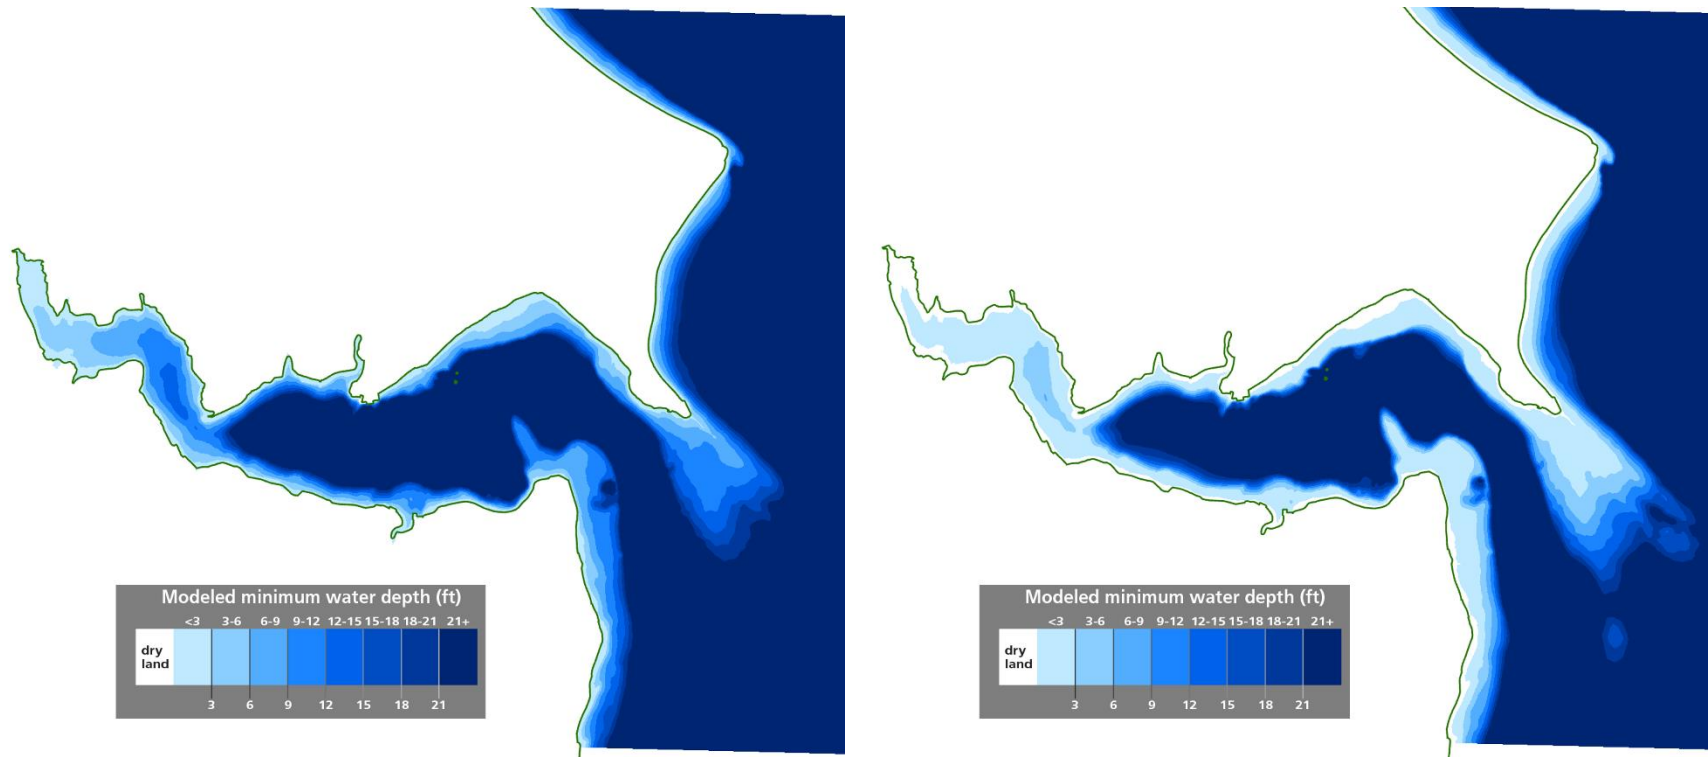 Modeled minimum water depth (ft)
<3 3-6 6-9 9-12 12-15 15-18 18-21 21+
dry
land
3 6 9 12 15 18 21
Modeled minimum water depth (ft)
<3 3-6 6-9 9-12 12-15 15-18 18-21 21+
dry
land
3 6 9 12 15 18 21